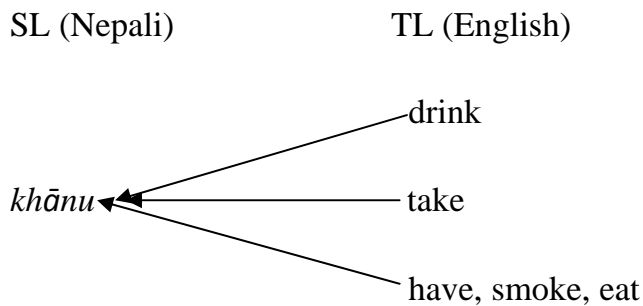 SL (Nepali) TL (English)
drink
khānu take
have, smoke, eat